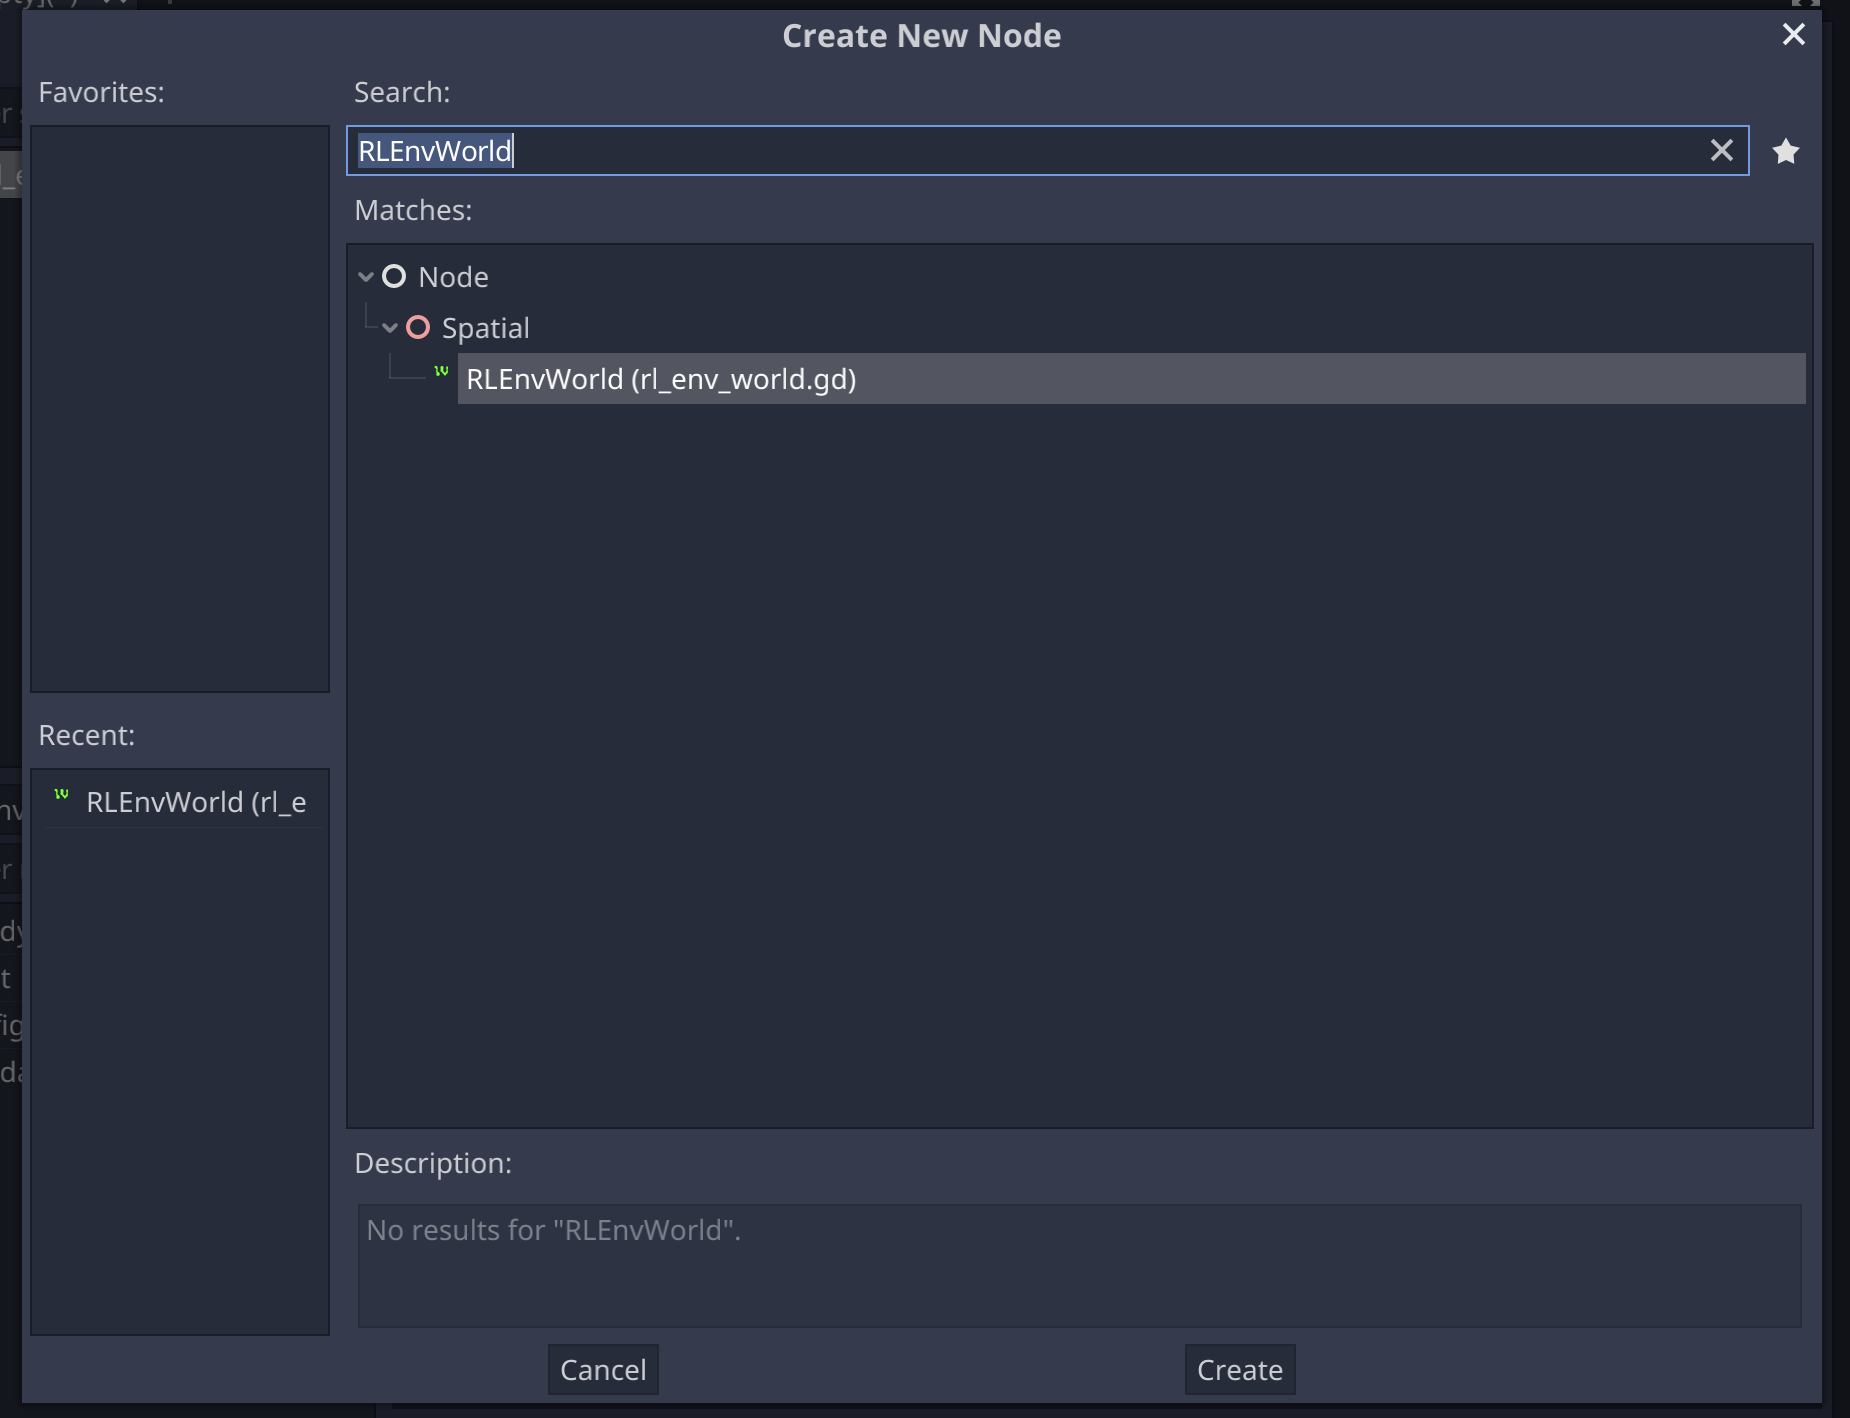 Create New Node
Favorites:
Search:
RLEnvWorld
Matches:
Node
Spatial
RLEnvWorld (rl_env_world.gd)
Recent:
RLEnvWorld (rl_e
Description:
No results for "RLEnvWorld".
Cancel
Create